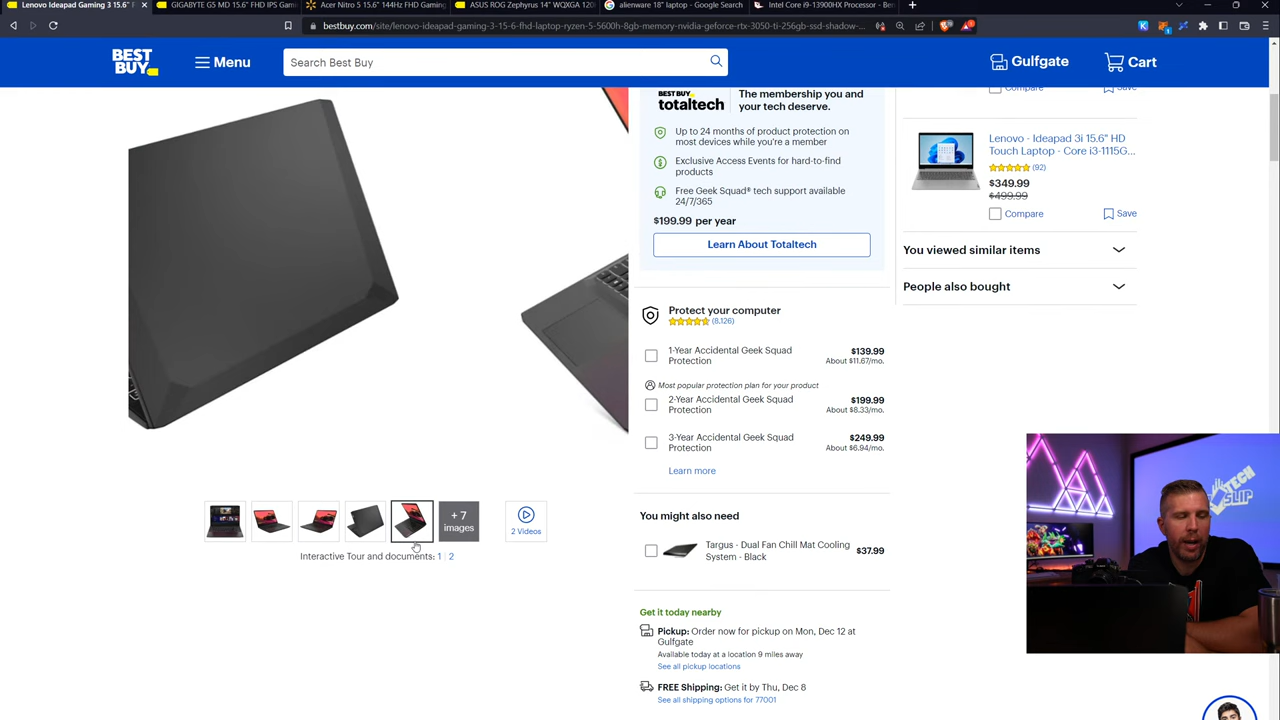 Lenovo Ideapad Gaming 3 15.6" F
GIGABYTE G5 MD 15.6" FHD IPS Gami
Acer Nitro 5 15.6" 144Hz FHD Gaming
ASUS ROG Zephyrus 14" WQXGA 120
alienware 18" laptop - Google Search
Intel Core i9-13900HX Processor - Ben
bestbuy.com/site/lenovo-ideapad-gaming-3-15-6-fhd-laptop-ryzen-5-5600h-8gb-memory-nvidia-geforce-rtx-3050-ti-256gb-ssd-shadow-...
BEST BUY
Menu
Search Best Buy
Gulfgate
Cart
BEST BUY
totaltech
The membership you and
your tech deserve.
Up to 24 months of product protection on
most devices while you're a member
Exclusive Access Events for hard-to-find
products
Free Geek Squad® tech support available
24/7/365
$199.99 per year
Learn About Totaltech
Protect your computer
(8,126)
1-Year Accidental Geek Squad
Protection
$139.99
About $11.67/mo.
Most popular protection plan for your product
2-Year Accidental Geek Squad
Protection
$199.99
About $8.33/mo.
3-Year Accidental Geek Squad
Protection
$249.99
About $6.94/mo.
Learn more
You might also need
Targus - Dual Fan Chill Mat Cooling
System - Black
$37.99
Get it today nearby
Pickup: Order now for pickup on Mon, Dec 12 at
Gulfgate
Available today at a location 9 miles away
See all pickup locations
FREE Shipping: Get it by Thu, Dec 8
See all shipping options for 77001
Compare
Save
Lenovo - Ideapad 3i 15.6" HD
Touch Laptop - Core i3-1115G...
(92)
$349.99
$499.99
Compare
Save
You viewed similar items
People also bought
+ 7
images
2 Videos
Interactive Tour and documents: 1 | 2
TECH
SLIP